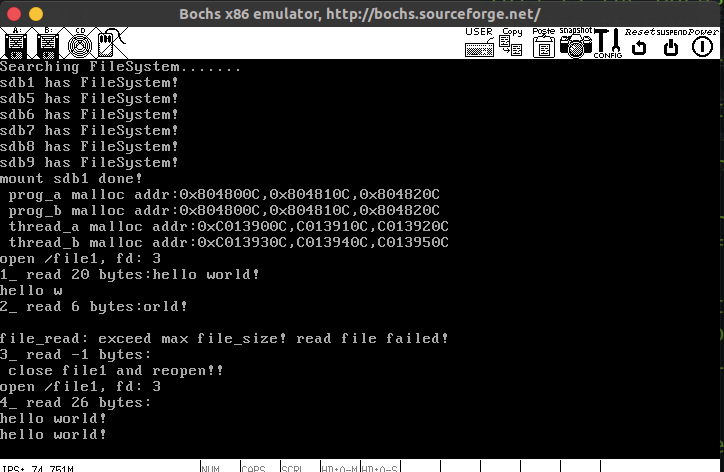 Bochs x86 emulator, http://bochs.sourceforge.net/
A: B: CD USER Copy Paste snapshot CONFIG Reset SUSPEND Power
Searching FileSystem.......
sdb1 has FileSystem!
sdb5 has FileSystem!
sdb6 has FileSystem!
sdb7 has FileSystem!
sdb8 has FileSystem!
sdb9 has FileSystem!
mount sdb1 done!
prog_a malloc addr:0x804800C,0x804810C,0x804820C
prog_b malloc addr:0x804800C,0x804810C,0x804820C
thread_a malloc addr:0xC013900C,C013910C,C013920C
thread_b malloc addr:0xC013930C,C013940C,C013950C
open /file1, fd: 3
1_ read 20 bytes:hello world!
hello w
2_ read 6 bytes:orld!
file_read: exceed max file_size! read file failed!
3_ read -1 bytes:
close file1 and reopen!!
open /file1, fd: 3
4_ read 26 bytes:
hello world!
hello world!
IPS: 74.751M NUM CAPS SCRL HD:0-M HD:0-S